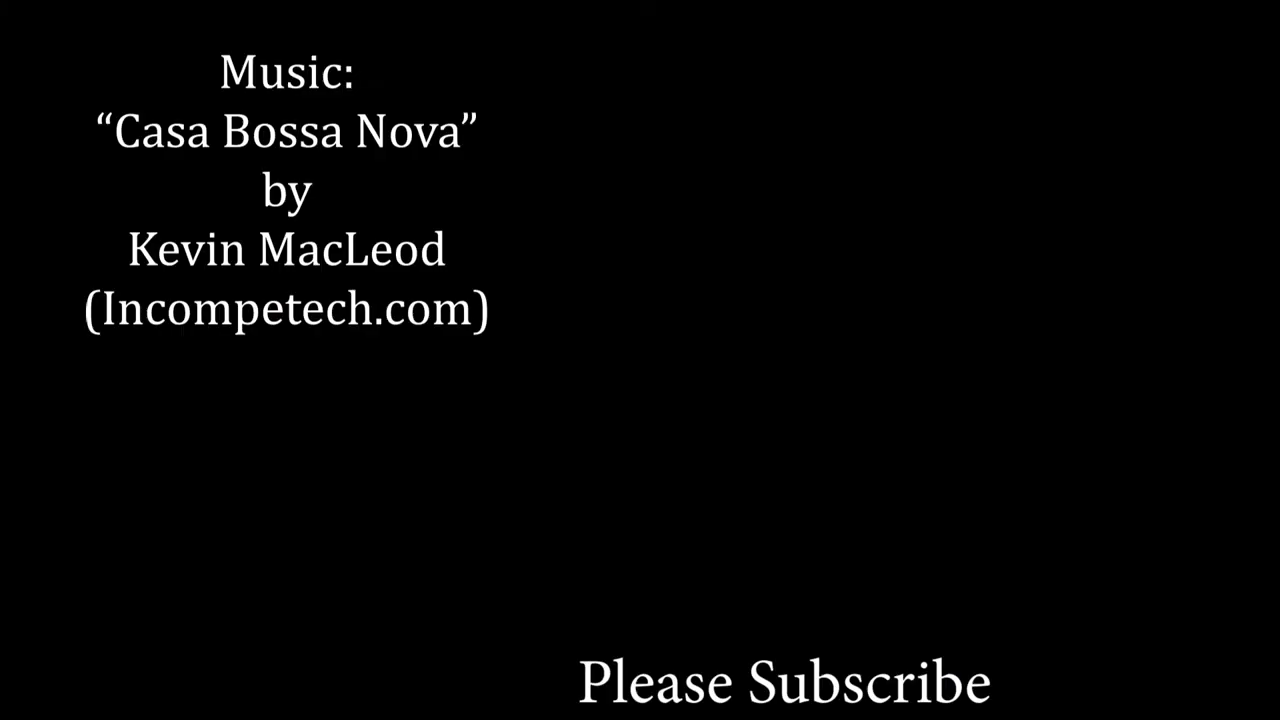 Music:
“Casa Bossa Nova”
by
Kevin MacLeod
(Incompetech.com)
Please Subscribe